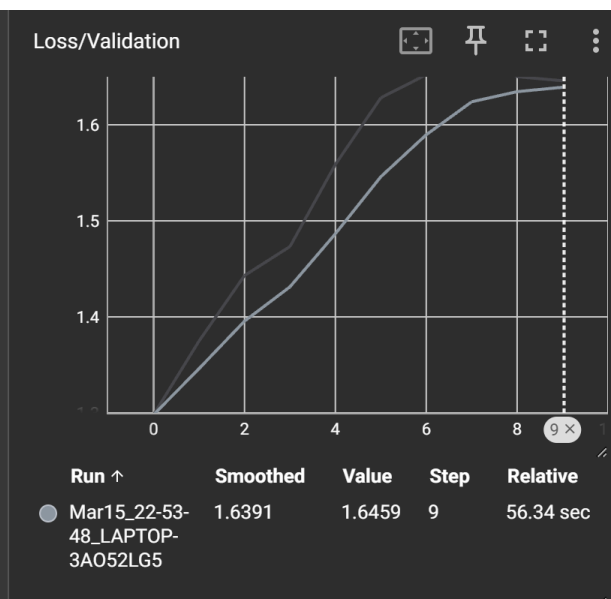 Loss/Validation
1.6
1.5
1.4
0 2 4 6 8 9 ×
Run ↑ Smoothed Value Step Relative
Mar15_22-53- 1.6391 1.6459 9 56.34 sec
48_LAPTOP-
3AO52LG5